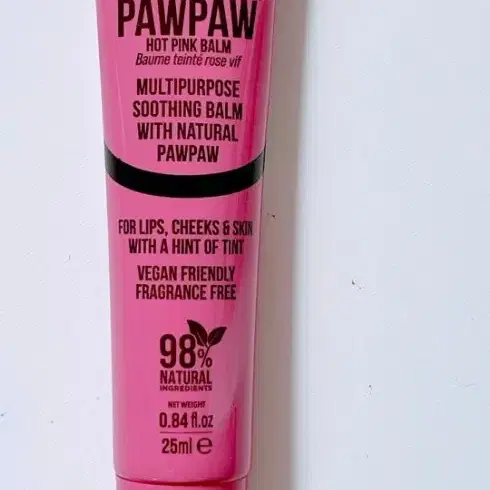 PAWPAW
HOT PINK BALM
Baume teinté rose vif
MULTIPURPOSE
SOOTHING BALM
WITH NATURAL
PAWPAW
FOR LIPS, CHEEKS & SKIN
WITH A HINT OF TINT
VEGAN FRIENDLY
FRAGRANCE FREE
98%
NATURAL
INGREDIENTS
NET WEIGHT
0.84 fl.oz
25ml ℮